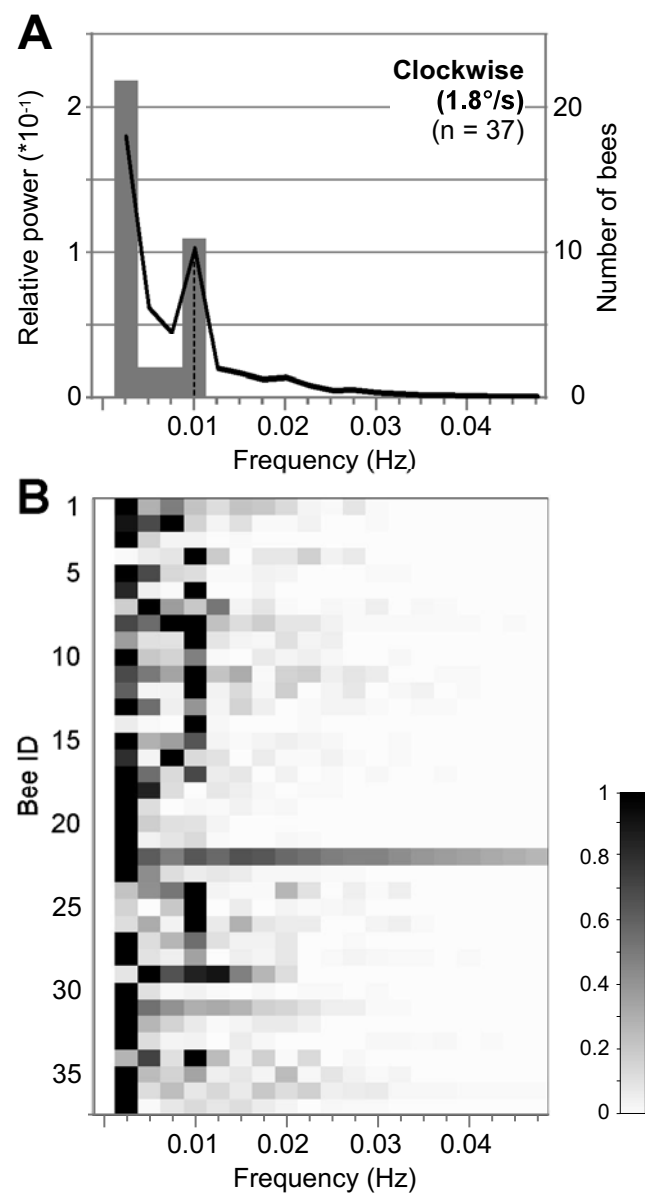 A
Clockwise
(1.8°/s)
(n = 37)
Relative power (*10-1)
Number of bees
2
1
0
20
10
0
0.01 0.02 0.03 0.04
Frequency (Hz)
B
Bee ID
1
5
10
15
20
25
30
35
0.01 0.02 0.03 0.04
Frequency (Hz)
1
0.8
0.6
0.4
0.2
0